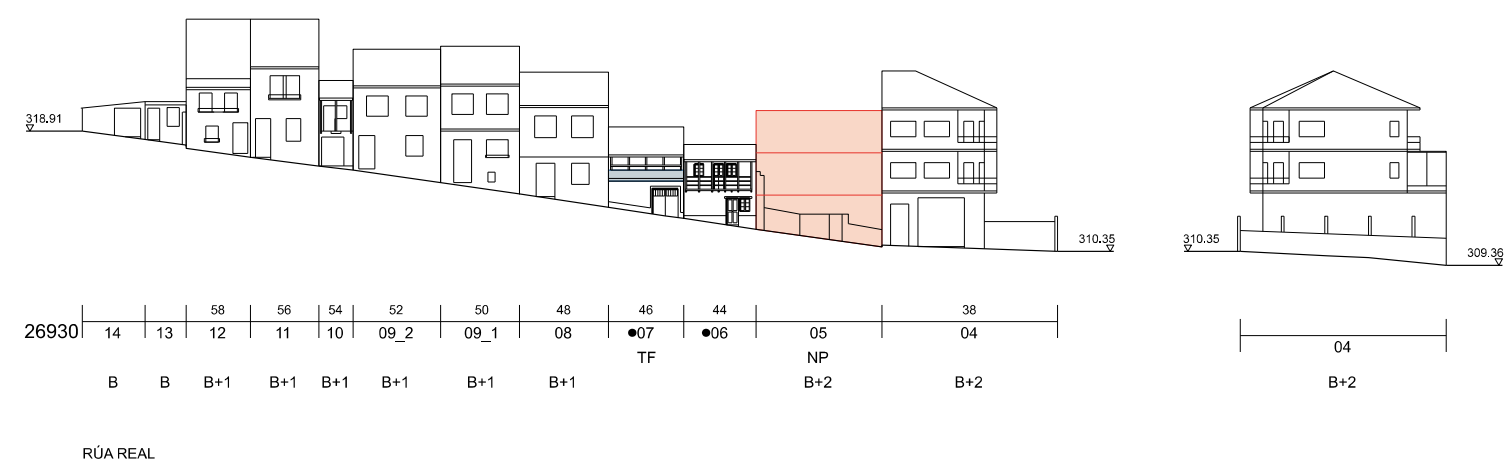 318.91
310.35 310.35
309.36
58 56 54 52 50 48 46 44 38
26930 14 13 12 11 10 09_2 09_1 08 ●07 ●06 05 04
04
TF NP
B B B+1 B+1 B+1 B+1 B+1 B+1 B+2 B+2 B+2
RÚA REAL